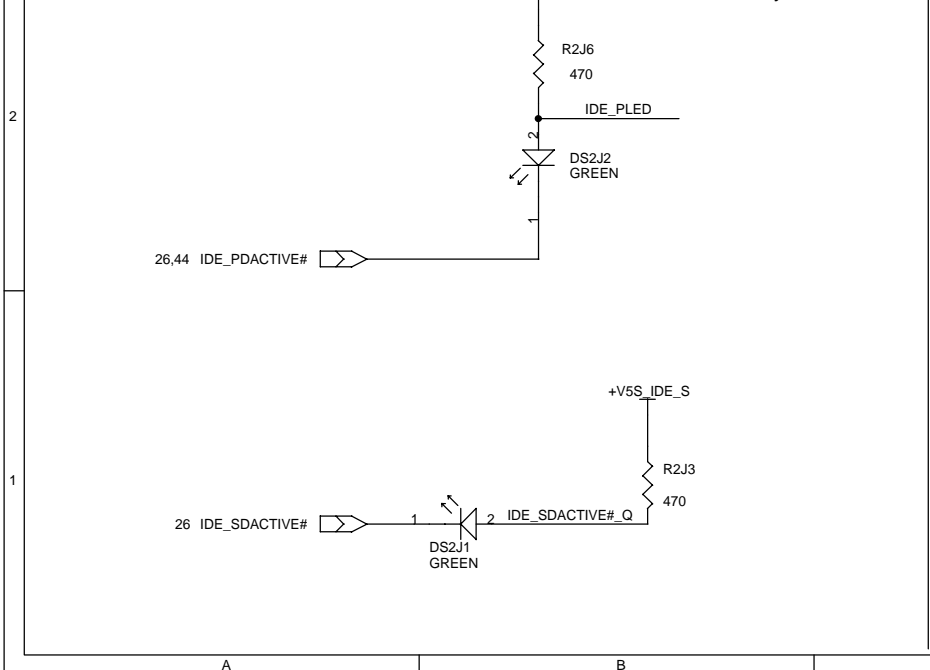 R2J6
470
IDE_PLED
2
2
DS2J2
GREEN
1
26,44 IDE_PDACTIVE#
+V5S_IDE_S
R2J3
1
470
26 IDE_SDACTIVE#
1
2
IDE_SDACTIVE#_Q
DS2J1
GREEN
A
B